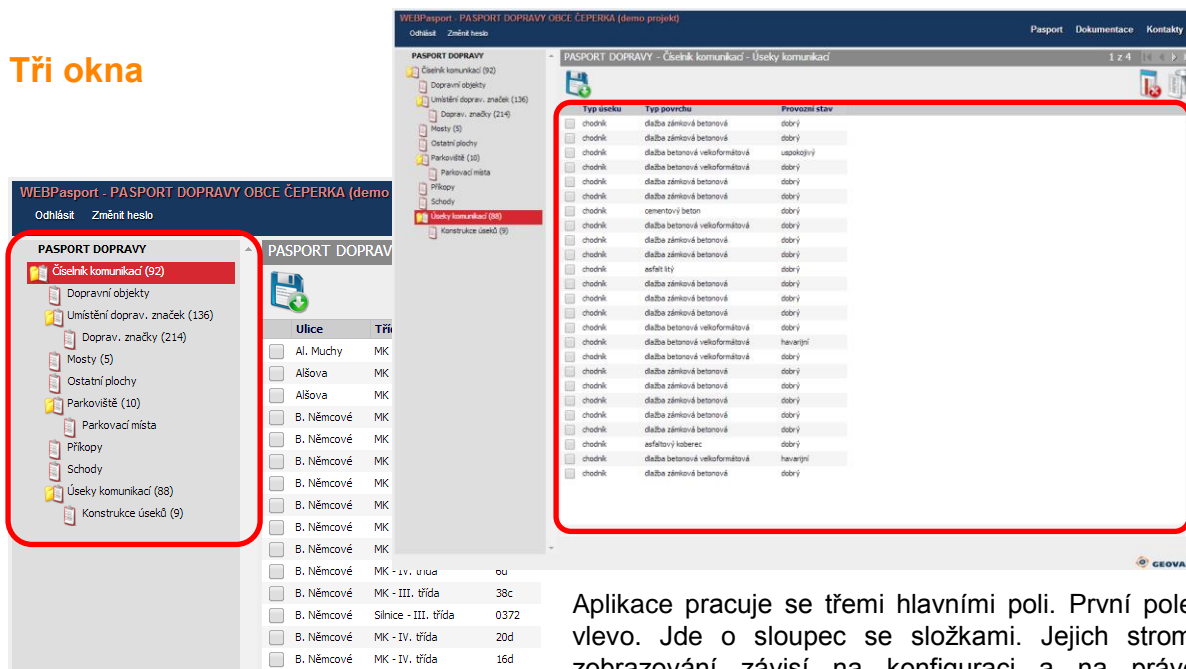 Tři okna
WEBPasport - PASPORT DOPRAVY OBCE ČEPERKA (demo projekt)
Odhlásit Změnit heslo
Pasport Dokumentace Kontakty
PASPORT DOPRAVY
Číselník komunikací (92)
Dopravní objekty
Umístění doprav. značek (136)
Doprav. značky (214)
Mosty (5)
Ostatní plochy
Parkoviště (10)
Parkovací místa
Příkopy
Schody
Úseky komunikací (88)
Konstrukce úseků (9)
PASPORT DOPRAVY - Číselník komunikací - Úseky komunikací 1 z 4
Typ úseku Typ povrchu Provozní stav
chodník dlažba zámková betonová dobrý
chodník dlažba zámková betonová dobrý
chodník dlažba betonová velkoformátová uspokojivý
chodník dlažba betonová velkoformátová dobrý
chodník dlažba zámková betonová dobrý
chodník dlažba zámková betonová dobrý
chodník cementový beton dobrý
chodník dlažba betonová velkoformátová dobrý
chodník dlažba zámková betonová dobrý
chodník dlažba zámková betonová dobrý
chodník asfalt litý dobrý
chodník dlažba zámková betonová dobrý
chodník dlažba zámková betonová dobrý
chodník dlažba zámková betonová dobrý
chodník dlažba betonová velkoformátová dobrý
chodník dlažba betonová velkoformátová havarijní
chodník dlažba betonová velkoformátová dobrý
chodník dlažba zámková betonová dobrý
chodník dlažba zámková betonová dobrý
chodník dlažba zámková betonová dobrý
chodník dlažba zámková betonová dobrý
chodník dlažba zámková betonová dobrý
chodník asfaltový koberec dobrý
chodník dlažba betonová velkoformátová havarijní
chodník dlažba zámková betonová dobrý
GEOVA
WEBPasport - PASPORT DOPRAVY OBCE ČEPERKA (demo
Odhlásit Změnit heslo
PASPORT DOPRAVY
Číselník komunikací (92)
Dopravní objekty
Umístění doprav. značek (136)
Doprav. značky (214)
Mosty (5)
Ostatní plochy
Parkoviště (10)
Parkovací místa
Příkopy
Schody
Úseky komunikací (88)
Konstrukce úseků (9)
PASPORT DOPRAV
Ulice Tří
Al. Muchy MK
Alšova MK
Alšova MK
B. Němcové MK
B. Němcové MK
B. Němcové MK
B. Němcové MK
B. Němcové MK
B. Němcové MK
B. Němcové MK
B. Němcové MK - IV. třída 6d
B. Němcové MK - III. třída 38c
B. Němcové Silnice - III. třída 0372
B. Němcové MK - IV. třída 20d
B. Němcové MK - IV. třída 16d
Aplikace pracuje se třemi hlavními poli. První pole
vlevo. Jde o sloupec se složkami. Jejich strom
zobrazování závisí na konfiguraci a na práv